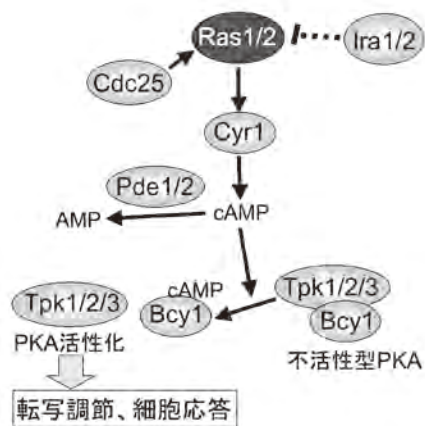 Ras1/2
Ira1/2
Cdc25
Cyr1
Pde1/2
AMP
cAMP
cAMP
Tpk1/2/3
Tpk1/2/3
Bcy1
Bcy1
PKA活性化
不活性型PKA
転写調節、細胞応答